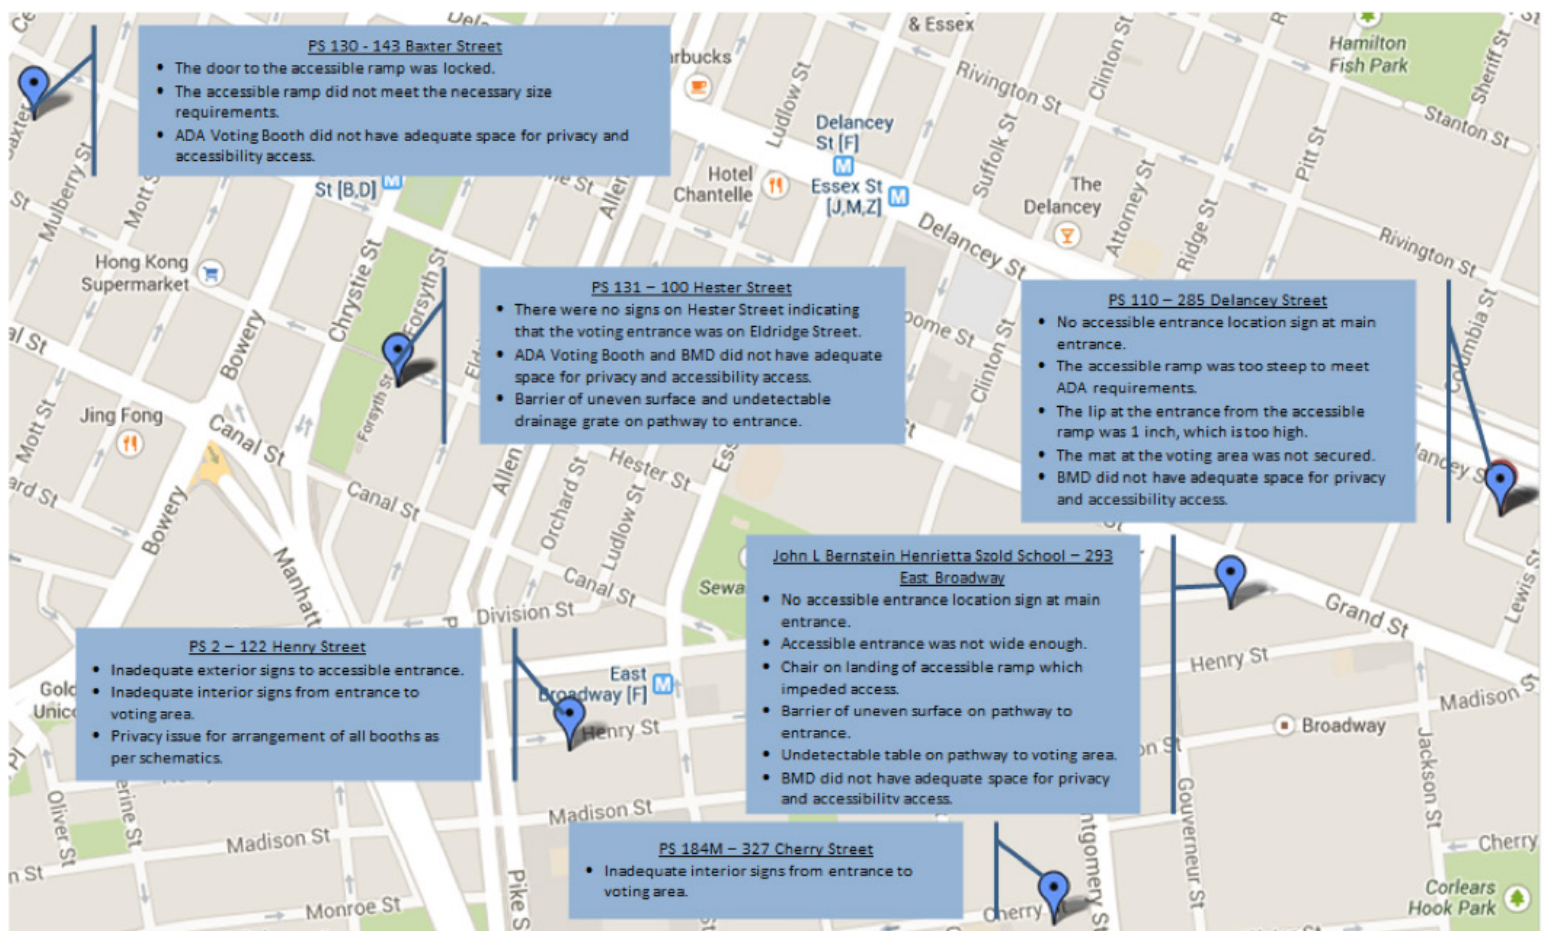 PS 130 - 143 Baxter Street
• The door to the accessible ramp was locked.
• The accessible ramp did not meet the necessary size
requirements.
• ADA Voting Booth did not have adequate space for privacy and
accessibility access.
& Essex
Rivington St
Clinton St
Hamilton
Fish Park
Sheriff St
Stanton St
Ludlow St
Delancey
St [F]
Essex St
[J,M,Z]
Hotel
Chantelle
Suffolk St
The
Delancey
Attorney St
Ridge St
Pitt St
Rivington St
Delancey St
Allen
Baxter
Mulberry St
Mott St
St [B,D]
Hong Kong
Supermarket
Chrystie St
Forsyth St
Bowery
PS 131 – 100 Hester Street
• There were no signs on Hester Street indicating
that the voting entrance was on Eldridge Street.
• ADA Voting Booth and BMD did not have adequate
space for privacy and accessibility access.
• Barrier of uneven surface and undetectable
drainage grate on pathway to entrance.
PS 110 – 285 Delancey Street
• No accessible entrance location sign at main
entrance.
• The accessible ramp was too steep to meet
ADA requirements.
• The lip at the entrance from the accessible
ramp was 1 inch, which is too high.
• The mat at the voting area was not secured.
• BMD did not have adequate space for privacy
and accessibility access.
Columbia St
Clinton St
Mott St
Jing Fong
Canal St
Forsyth St
Canal St
Allen
Orchard St
Ludlow St
Hester St
Bowery
Manhatt
Division St
Canal St
Sewa
John L Bernstein Henrietta Szold School – 293
East Broadway
• No accessible entrance location sign at main
entrance.
• Accessible entrance was not wide enough.
• Chair on landing of accessible ramp which
impeded access.
• Barrier of uneven surface on pathway to
entrance.
• Undetectable table on pathway to voting area.
• BMD did not have adequate space for privacy
and accessibility access.
Grand St
Lewis St
Henry St
Madison S
Broadway
PS 2 – 122 Henry Street
• Inadequate exterior signs to accessible entrance.
• Inadequate interior signs from entrance to
voting area.
• Privacy issue for arrangement of all booths as
per schematics.
East
Broadway [F]
Henry St
Gold
Unic
Oliver St
erine St
Madison St
Madison St
Monroe St
Pike S
PS 184M – 327 Cherry Street
• Inadequate interior signs from entrance to
voting area.
Cherry St
ntgomery St
Gouverneur St
Jackson St
Cherry
Corlears
Hook Park